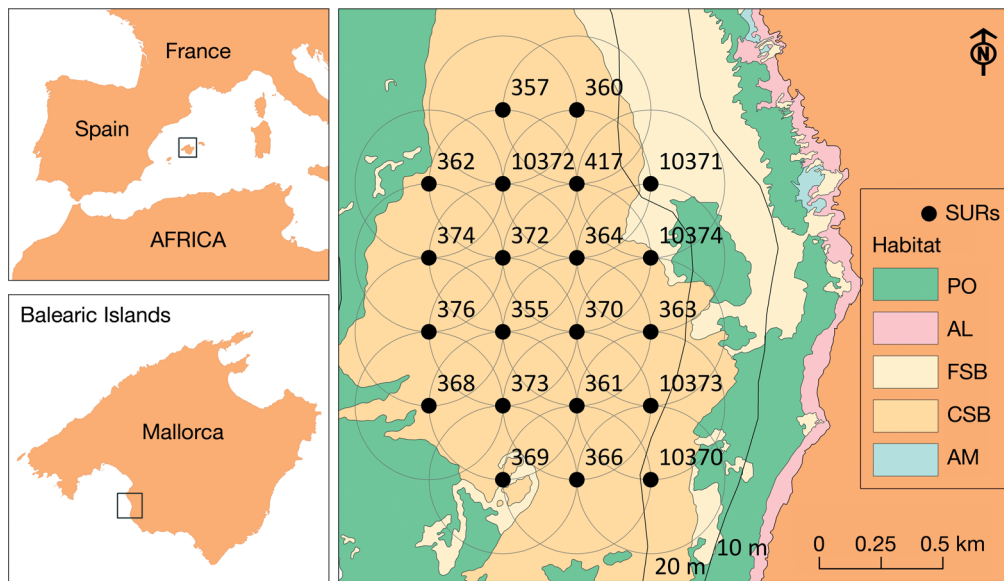 France
Spain
AFRICA
Balearic Islands
Mallorca
N
357 360
362 10372 417 10371
374 372 364 10374
376 355 370 363
368 373 361 10373
369 366 10370
SURs
Habitat
PO
AL
FSB
CSB
AM
10 m
20 m
0 0.25 0.5 km